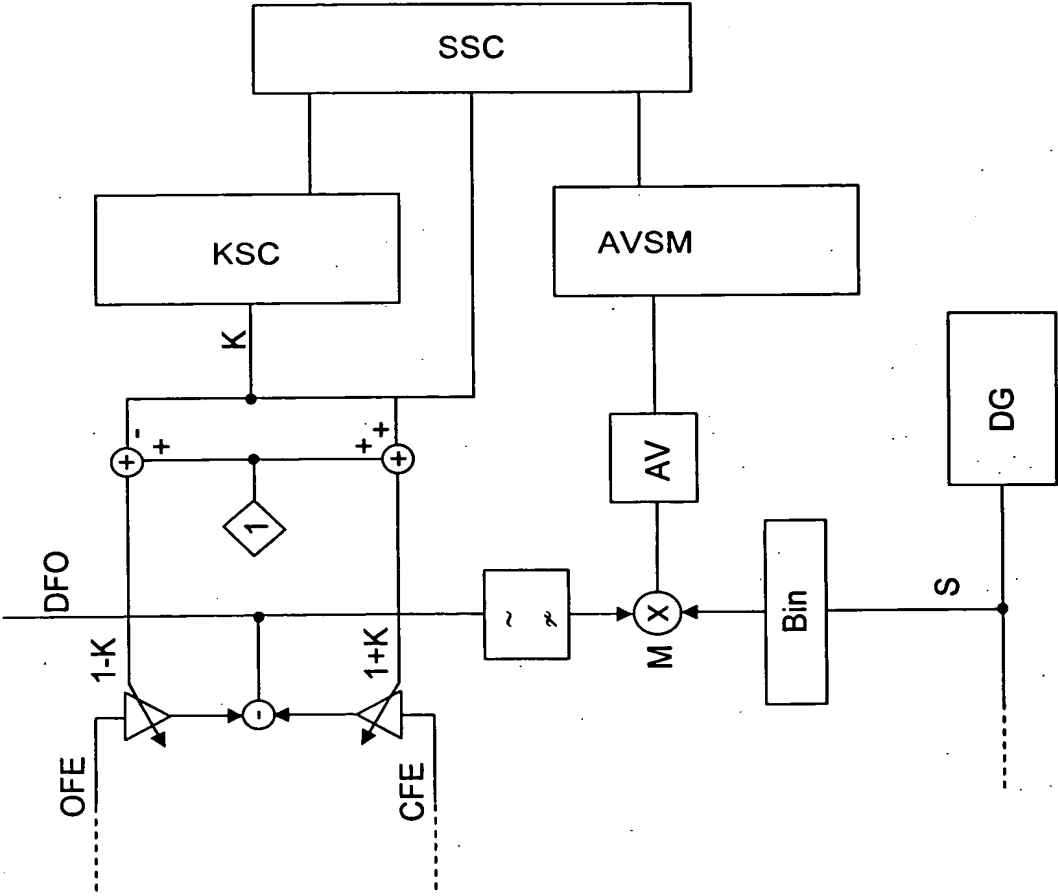 SSC
KSC
AVSM
K
-
+
+
+
+
+
1
DFO
AV
DG
1-K
1+K
~
M
X
Bin
S
-
OFE
CFE